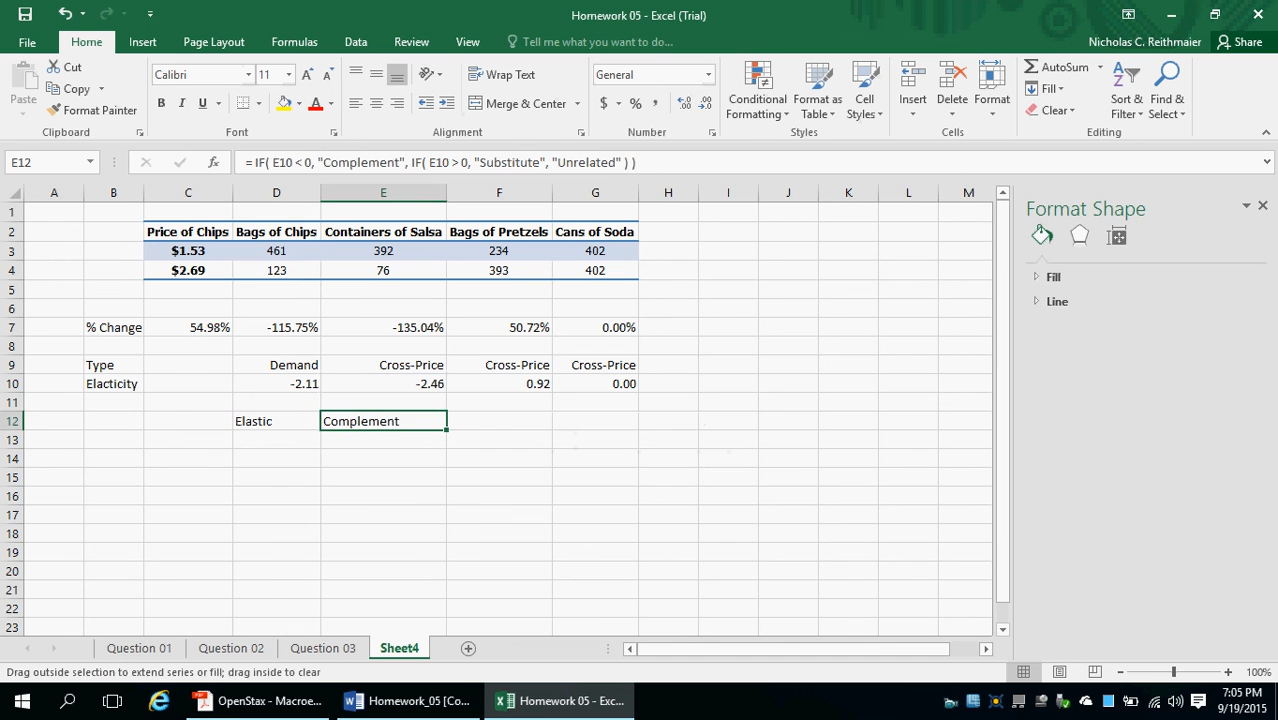 Homework 05 - Excel (Trial)
File Home Insert Page Layout Formulas Data Review View Tell me what you want to do... Nicholas C. Reithmaier Share
Paste
Cut
Copy
Format Painter
Clipboard
Calibri 11
B I U
Font
Wrap Text
Merge & Center
Alignment
General
$ % ,
Number
Conditional Formatting
Format as Table
Cell Styles
Styles
Insert Delete Format
Cells
AutoSum
Fill
Clear
Sort & Filter
Find & Select
Editing
E12 fx = IF( E10 < 0, "Complement", IF( E10 > 0, "Substitute", "Unrelated" ) )
A B C D E F G H I J K L M
1
2 Price of Chips Bags of Chips Containers of Salsa Bags of Pretzels Cans of Soda
3 $1.53 461 392 234 402
4 $2.69 123 76 393 402
5
6
7 % Change 54.98% -115.75% -135.04% 50.72% 0.00%
8
9 Type Demand Cross-Price Cross-Price Cross-Price
10 Elacticity -2.11 -2.46 0.92 0.00
11
12 Elastic Complement
13
14
15
16
17
18
19
20
21
22
23
Format Shape
Fill
Line
Question 01 Question 02 Question 03 Sheet4
Drag outside selection to extend series or fill; drag inside to clear
100%
OpenStax - Macroe... Homework_05 [Co... Homework 05 - Exc...
7:05 PM
9/19/2015